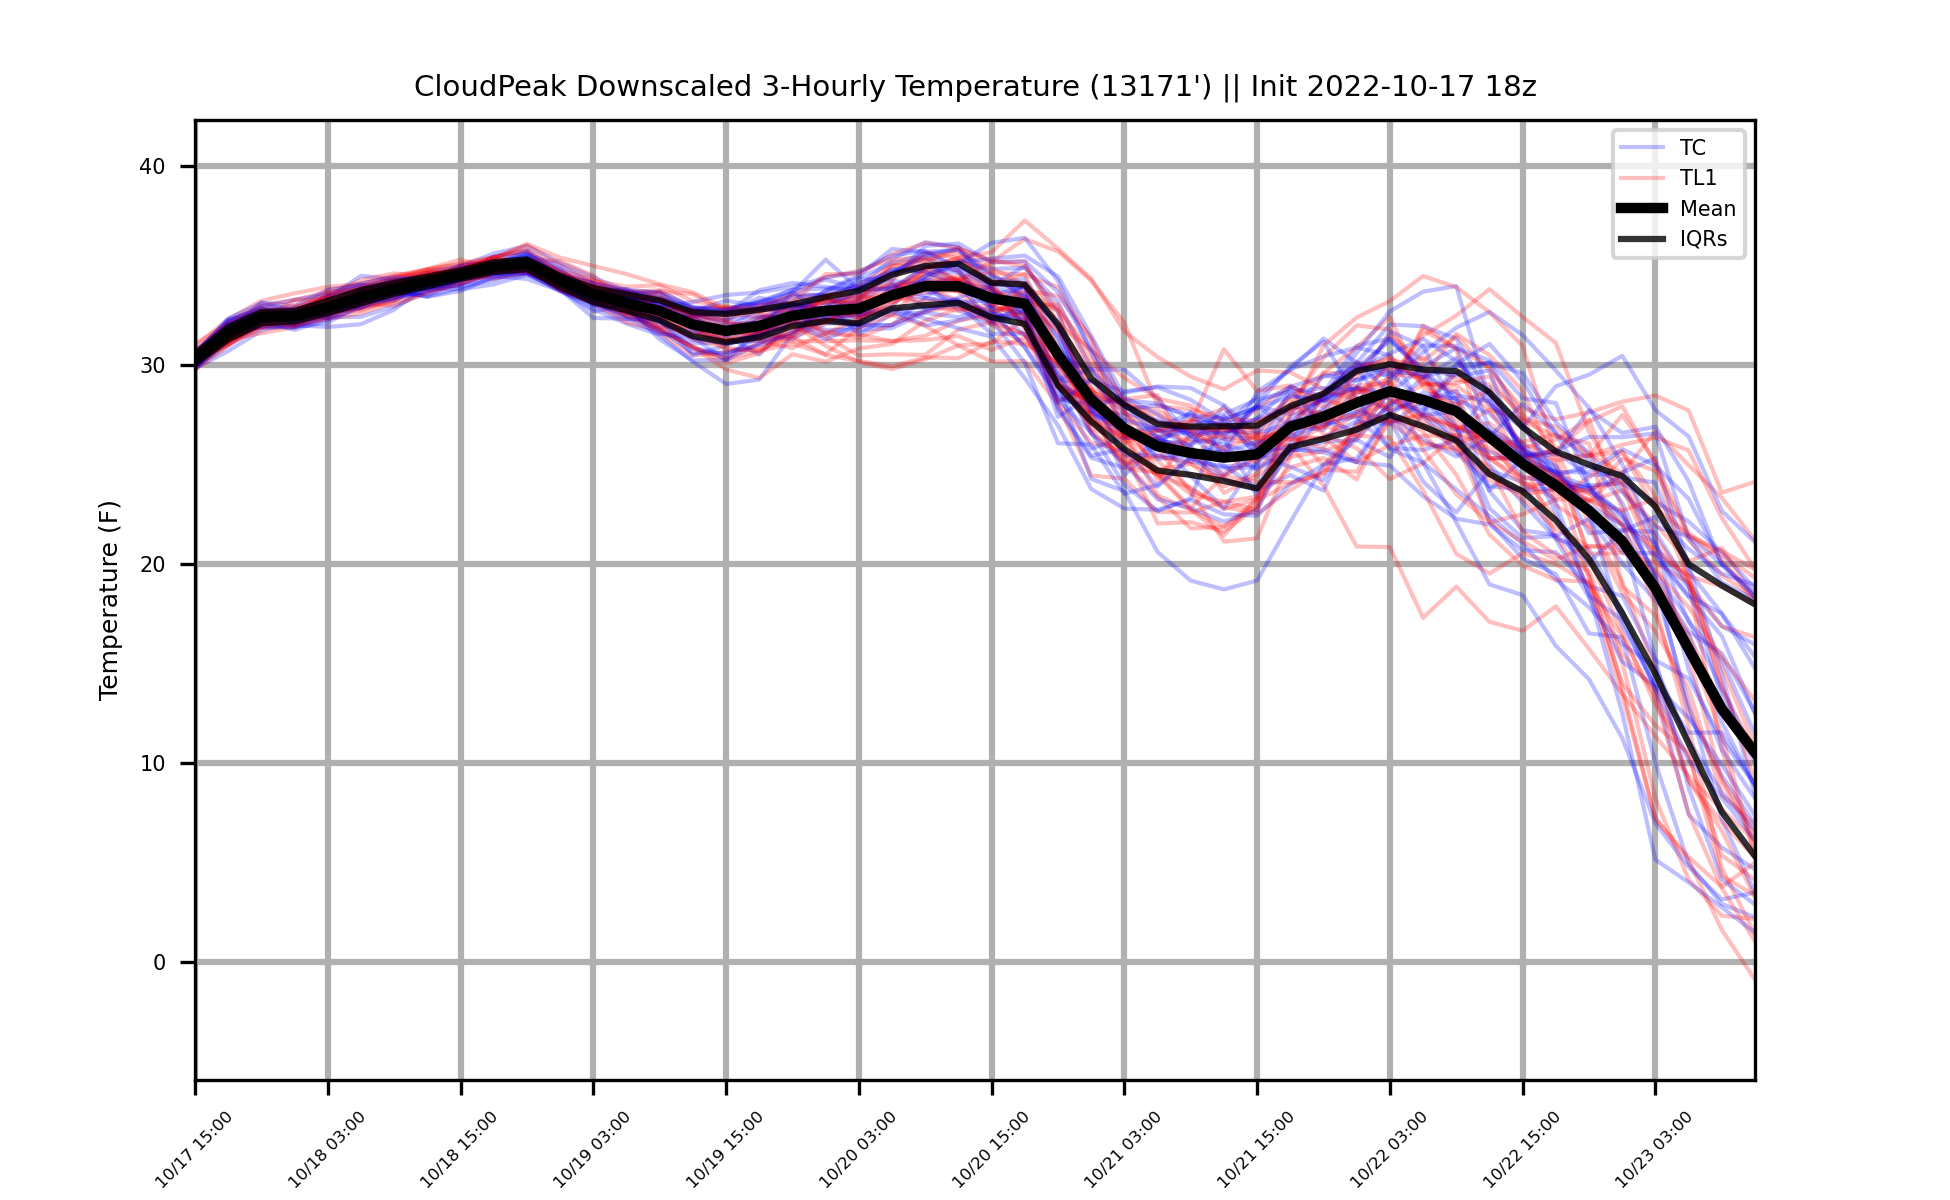 CloudPeak Downscaled 3-Hourly Temperature (13171') || Init 2022-10-17 18z
TC
TL1
Mean
IQRs
Temperature (F)
40
30
20
10
0
10/17 15:00
10/18 03:00
10/18 15:00
10/19 03:00
10/19 15:00
10/20 03:00
10/20 15:00
10/21 03:00
10/21 15:00
10/22 03:00
10/22 15:00
10/23 03:00